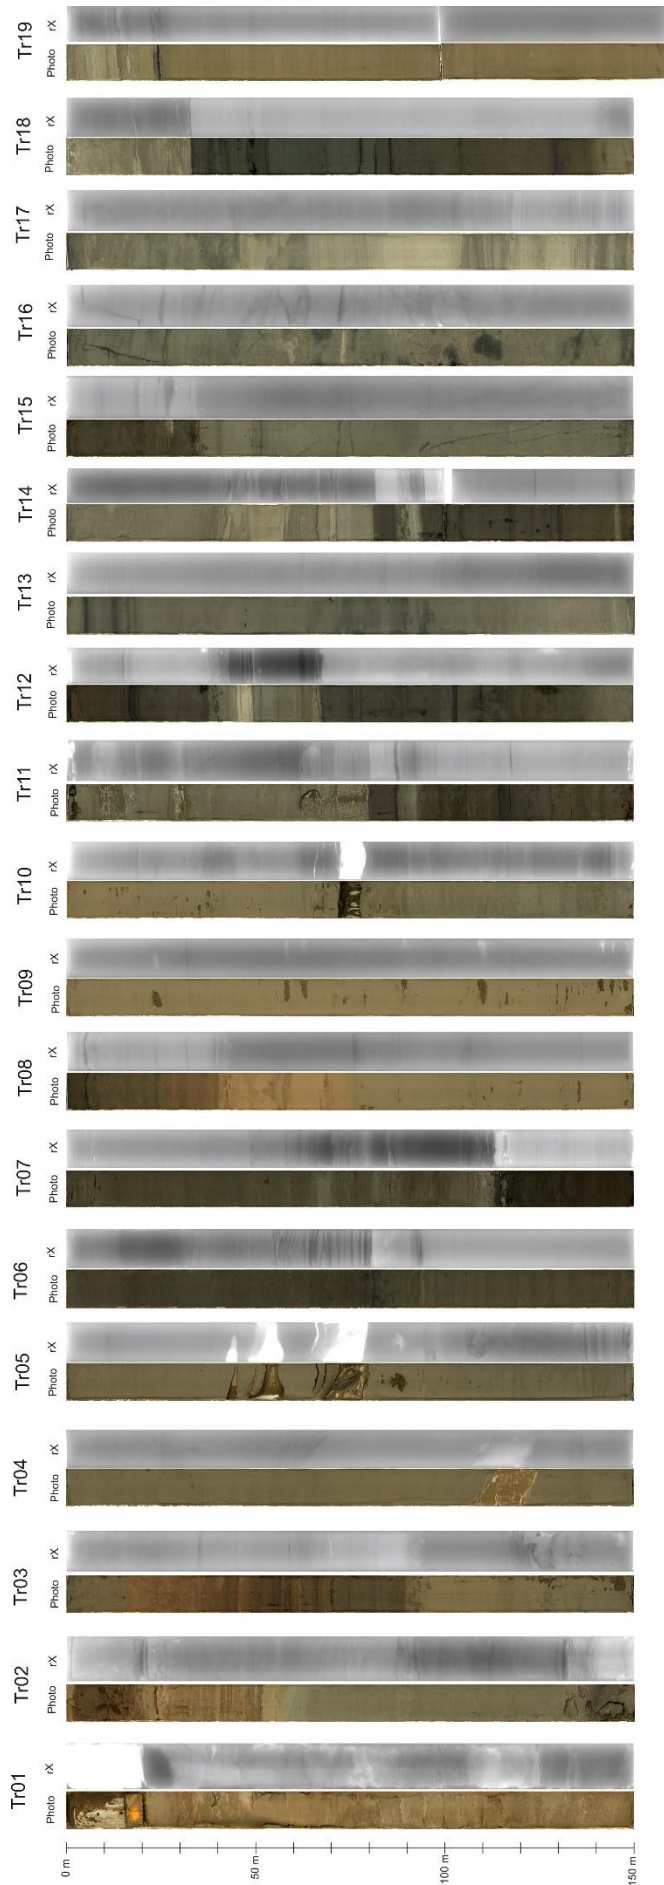 Tr19
rX
Photo
Tr18
rX
Photo
Tr17
rX
Photo
Tr16
rX
Photo
Tr15
rX
Photo
Tr14
rX
Photo
Tr13
rX
Photo
Tr12
rX
Photo
Tr11
rX
Photo
Tr10
rX
Photo
Tr09
rX
Photo
Tr08
rX
Photo
Tr07
rX
Photo
Tr06
rX
Photo
Tr05
rX
Photo
Tr04
rX
Photo
Tr03
rX
Photo
Tr02
rX
Photo
Tr01
rX
Photo
0 m
50 m
100 m
150 m